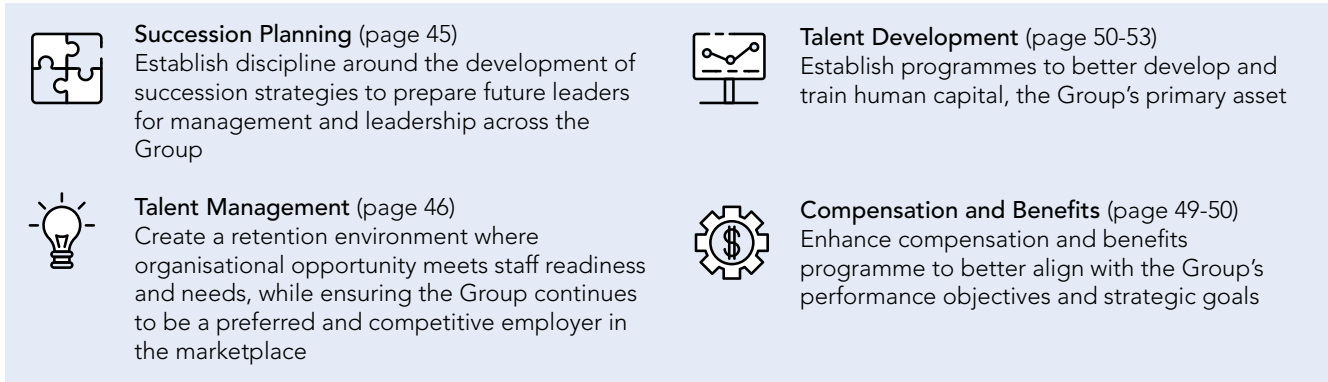 Succession Planning (page 45)
Establish discipline around the development of
succession strategies to prepare future leaders
for management and leadership across the
Group
Talent Management (page 46)
Create a retention environment where
organisational opportunity meets staff readiness
and needs, while ensuring the Group continues
to be a preferred and competitive employer in
the marketplace
Talent Development (page 50-53)
Establish programmes to better develop and
train human capital, the Group’s primary asset
$
Compensation and Benefits (page 49-50)
Enhance compensation and benefits
programme to better align with the Group’s
performance objectives and strategic goals